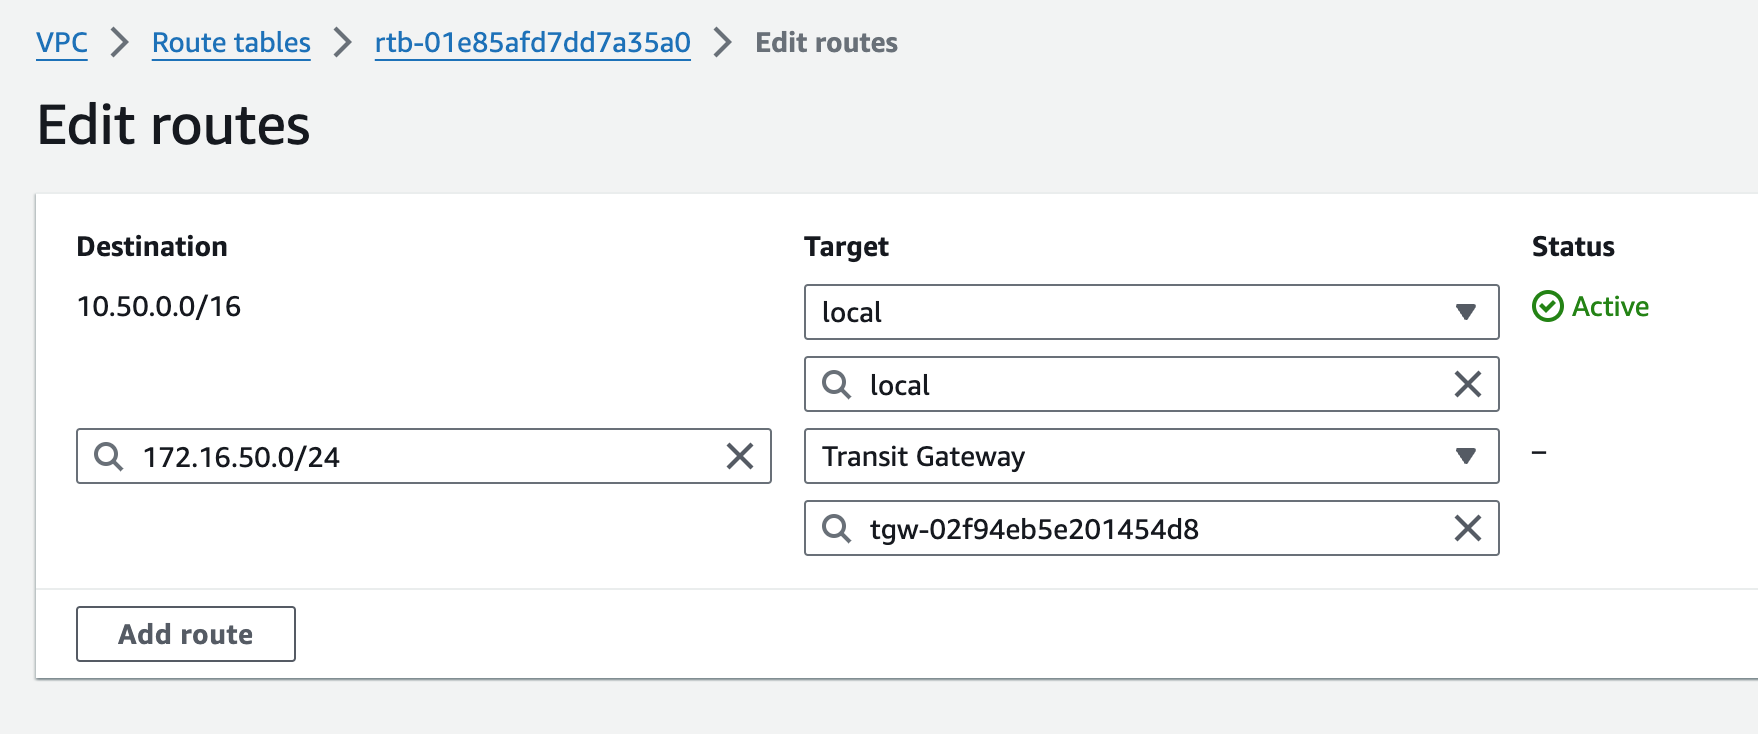 VPC > Route tables > rtb-01e85afd7dd7a35a0 > Edit routes
Edit routes
Destination Target Status
10.50.0.0/16 local Active
local
172.16.50.0/24 Transit Gateway –
tgw-02f94eb5e201454d8
Add route